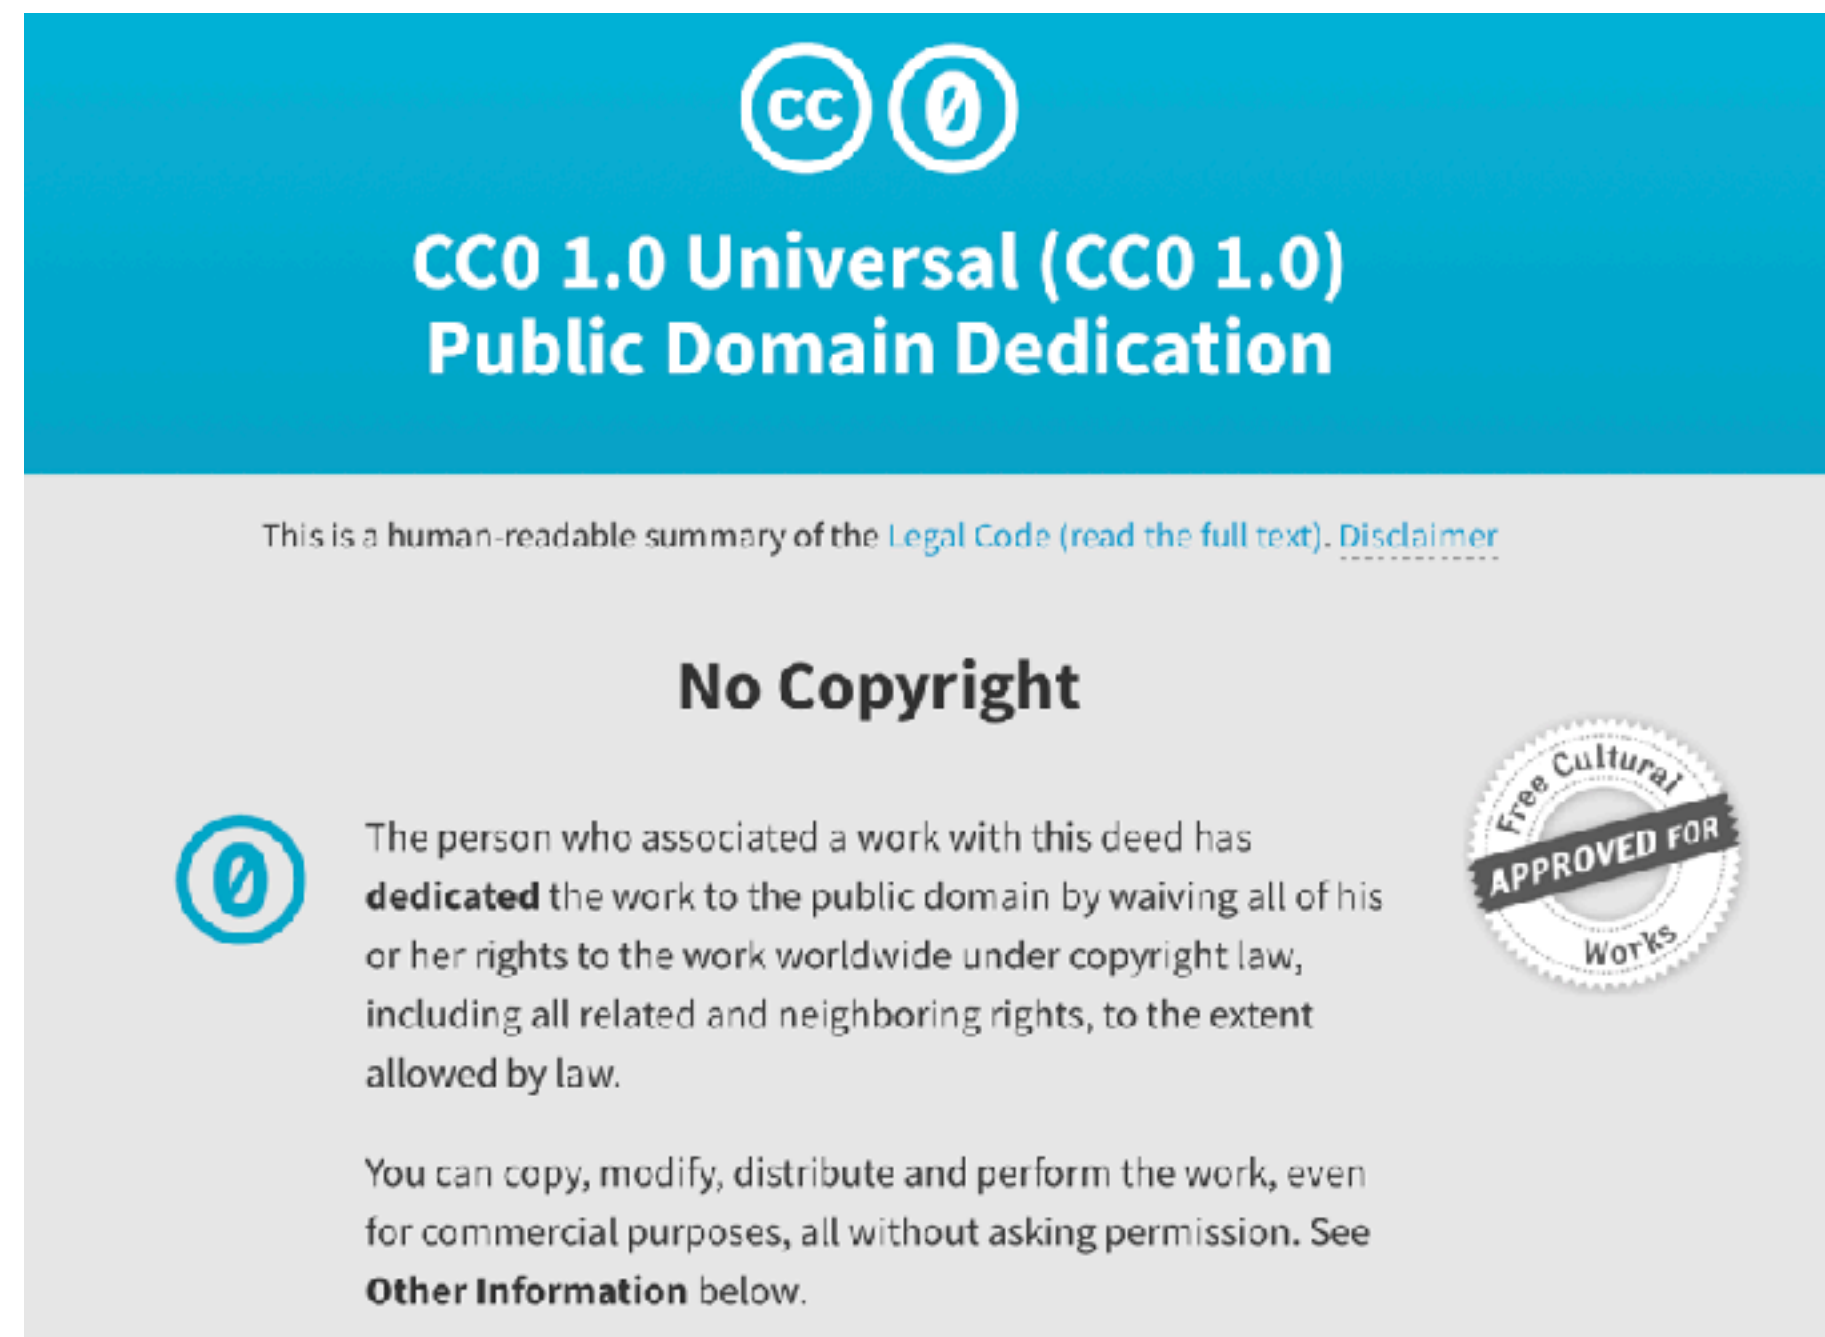 cc 0
CC0 1.0 Universal (CC0 1.0)
Public Domain Dedication
This is a human-readable summary of the Legal Code (read the full text). Disclaimer
No Copyright
Free Cultural
APPROVED FOR
Works
0
The person who associated a work with this deed has
dedicated the work to the public domain by waiving all of his
or her rights to the work worldwide under copyright law,
including all related and neighboring rights, to the extent
allowed by law.
You can copy, modify, distribute and perform the work, even
for commercial purposes, all without asking permission. See
Other Information below.